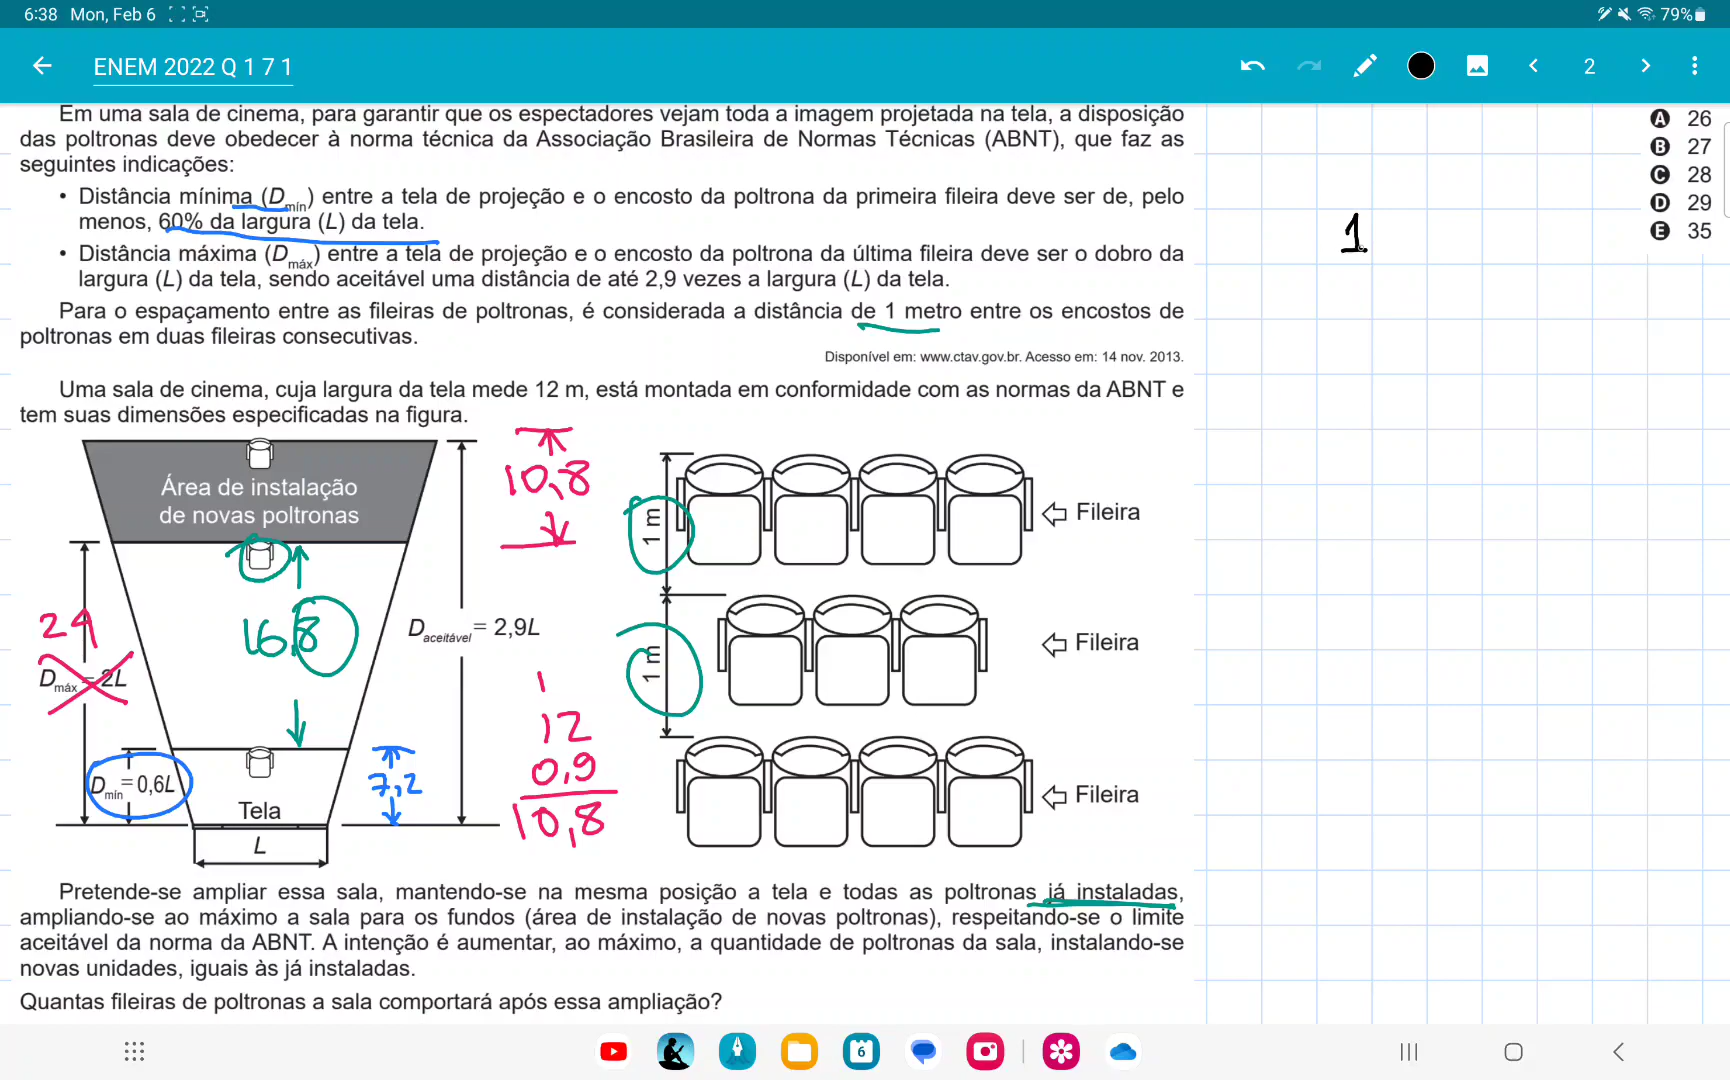 6:38 Mon, Feb 6
79%
ENEM 2022 Q 1 7 1
2
Em uma sala de cinema, para garantir que os espectadores vejam toda a imagem projetada na tela, a disposição
das poltronas deve obedecer à norma técnica da Associação Brasileira de Normas Técnicas (ABNT), que faz as
seguintes indicações:
• Distância mínima (Dmín) entre a tela de projeção e o encosto da poltrona da primeira fileira deve ser de, pelo
menos, 60% da largura (L) da tela.
• Distância máxima (Dmáx) entre a tela de projeção e o encosto da poltrona da última fileira deve ser o dobro da
largura (L) da tela, sendo aceitável uma distância de até 2,9 vezes a largura (L) da tela.
Para o espaçamento entre as fileiras de poltronas, é considerada a distância de 1 metro entre os encostos de
poltronas em duas fileiras consecutivas.
Disponível em: www.ctav.gov.br. Acesso em: 14 nov. 2013.
Uma sala de cinema, cuja largura da tela mede 12 m, está montada em conformidade com as normas da ABNT e
tem suas dimensões especificadas na figura.
A 26
B 27
C 28
D 29
E 35
1
Área de instalação
de novas poltronas
10,8
1 m
Fileira
24
16,8
Dmáx = 2L
Daceitável = 2,9L
1 m
Fileira
1
12
0,9
10,8
Dmín = 0,6L
7,2
Tela
L
Fileira
Pretende-se ampliar essa sala, mantendo-se na mesma posição a tela e todas as poltronas já instaladas,
ampliando-se ao máximo a sala para os fundos (área de instalação de novas poltronas), respeitando-se o limite
aceitável da norma da ABNT. A intenção é aumentar, ao máximo, a quantidade de poltronas da sala, instalando-se
novas unidades, iguais às já instaladas.
Quantas fileiras de poltronas a sala comportará após essa ampliação?
6